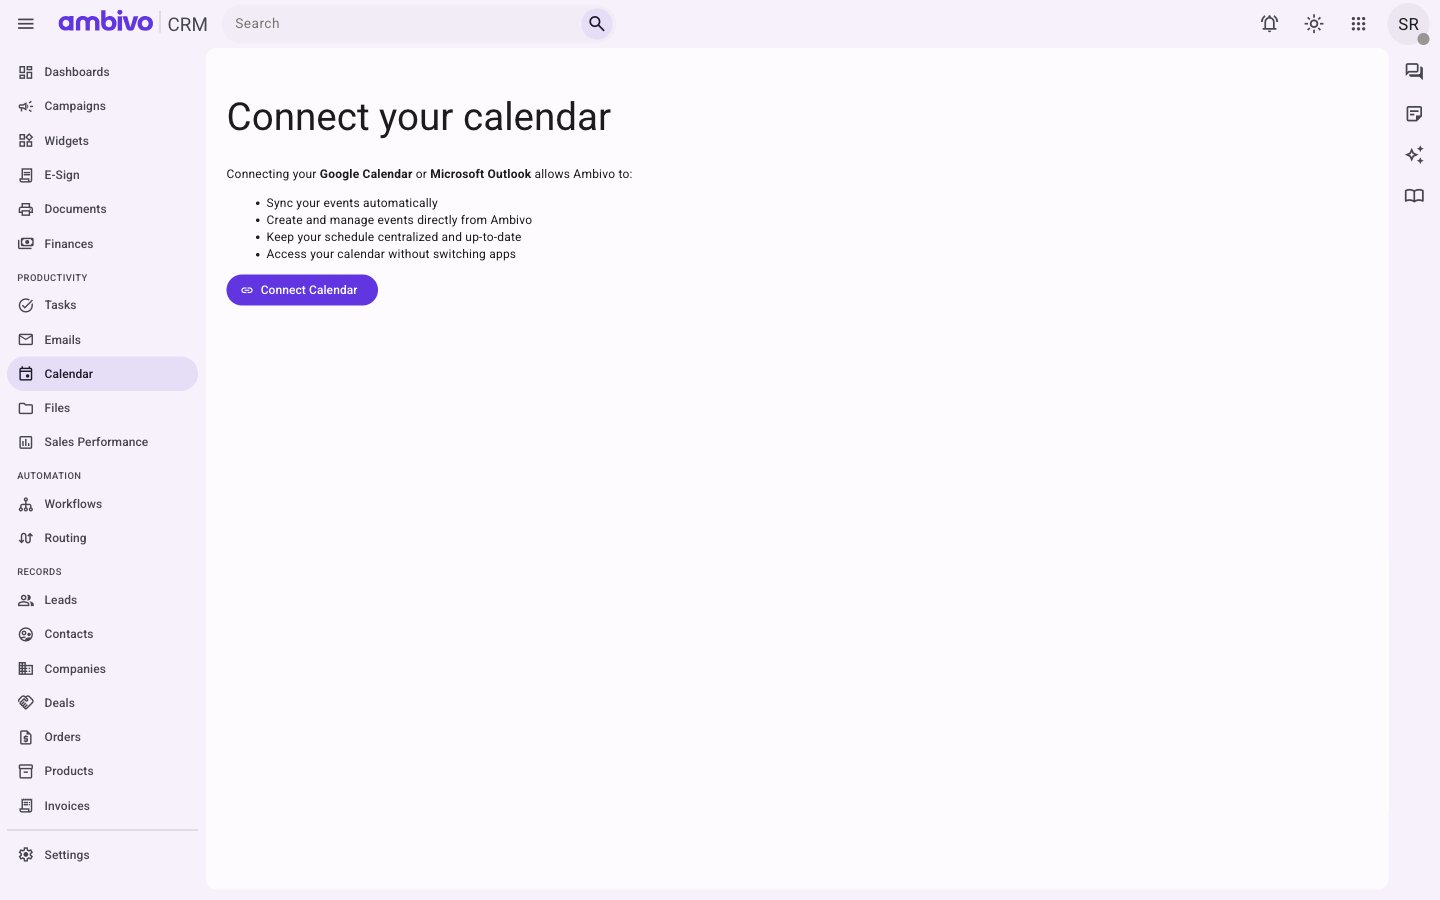 ambivo CRM
Search
SR
Dashboards
Campaigns
Widgets
E-Sign
Documents
Finances
PRODUCTIVITY
Tasks
Emails
Calendar
Files
Sales Performance
AUTOMATION
Workflows
Routing
RECORDS
Leads
Contacts
Companies
Deals
Orders
Products
Invoices
Settings
Connect your calendar
Connecting your Google Calendar or Microsoft Outlook allows Ambivo to:
• Sync your events automatically
• Create and manage events directly from Ambivo
• Keep your schedule centralized and up-to-date
• Access your calendar without switching apps
Connect Calendar